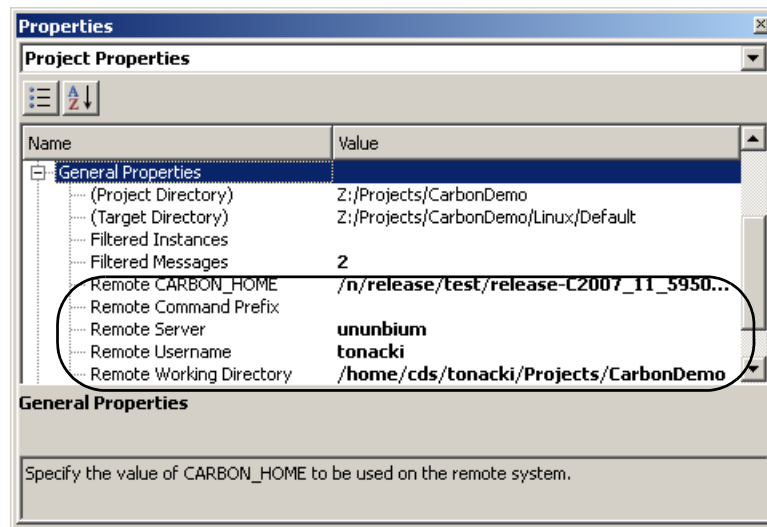 Properties
Project Properties
Name Value
General Properties
(Project Directory) Z:/Projects/CarbonDemo
(Target Directory) Z:/Projects/CarbonDemo/Linux/Default
Filtered Instances
Filtered Messages 2
Remote CARBON_HOME /n/release/test/release-C2007_11_5950...
Remote Command Prefix
Remote Server ununbium
Remote Username tonacki
Remote Working Directory /home/cds/tonacki/Projects/CarbonDemo
General Properties
Specify the value of CARBON_HOME to be used on the remote system.